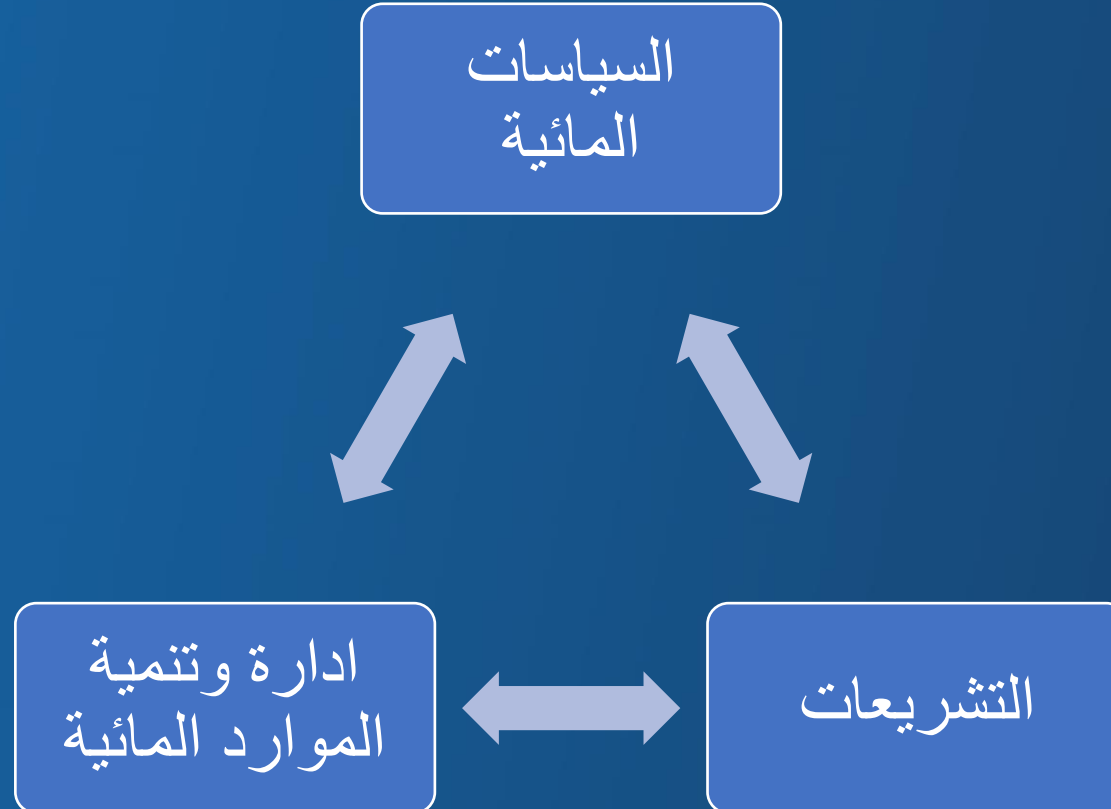 السياسات
المائية
التشريعات
ادارة وتنمية
الموارد المائية